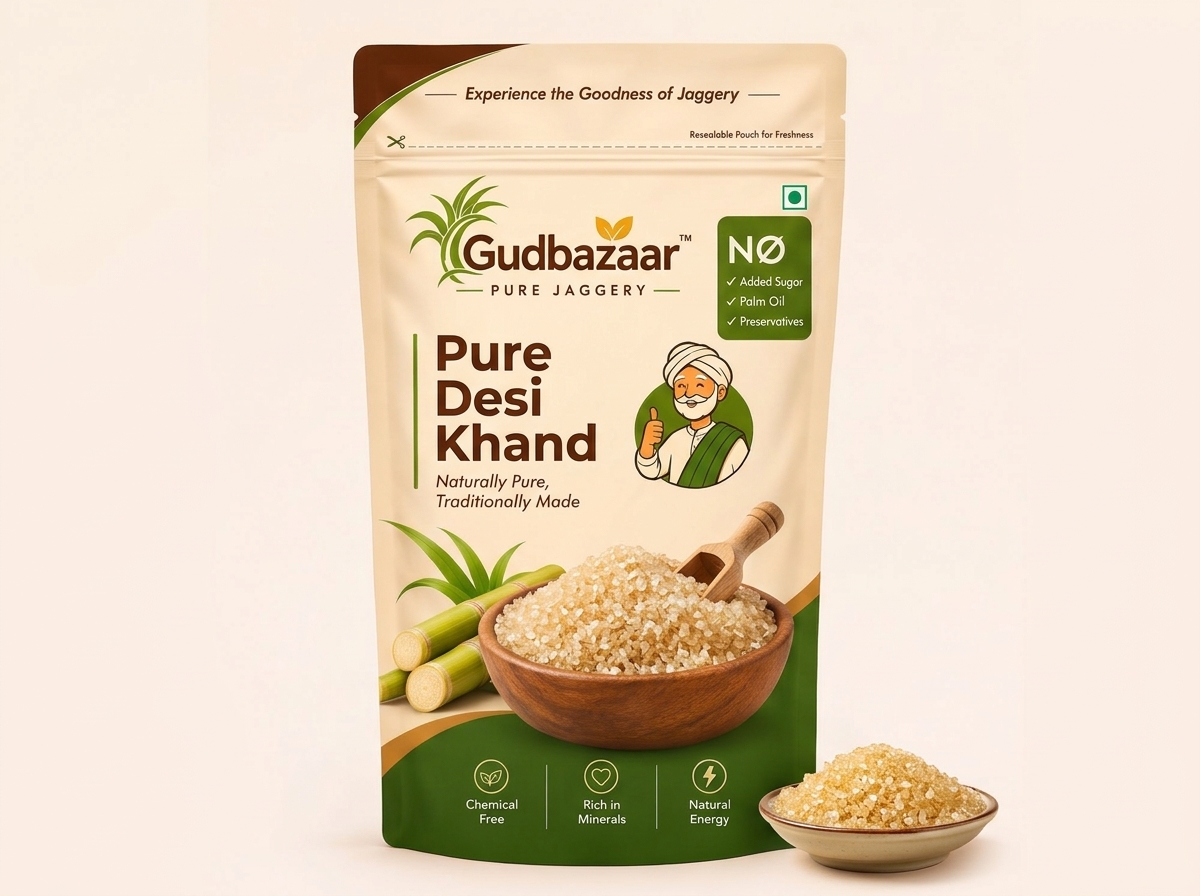 Experience the Goodness of Jaggery
Resealable Pouch for Freshness
Gudbazaar™
PURE JAGGERY
NØ
✓ Added Sugar
✓ Palm Oil
✓ Preservatives
Pure
Desi
Khand
Naturally Pure,
Traditionally Made
Chemical
Free
Rich in
Minerals
Natural
Energy